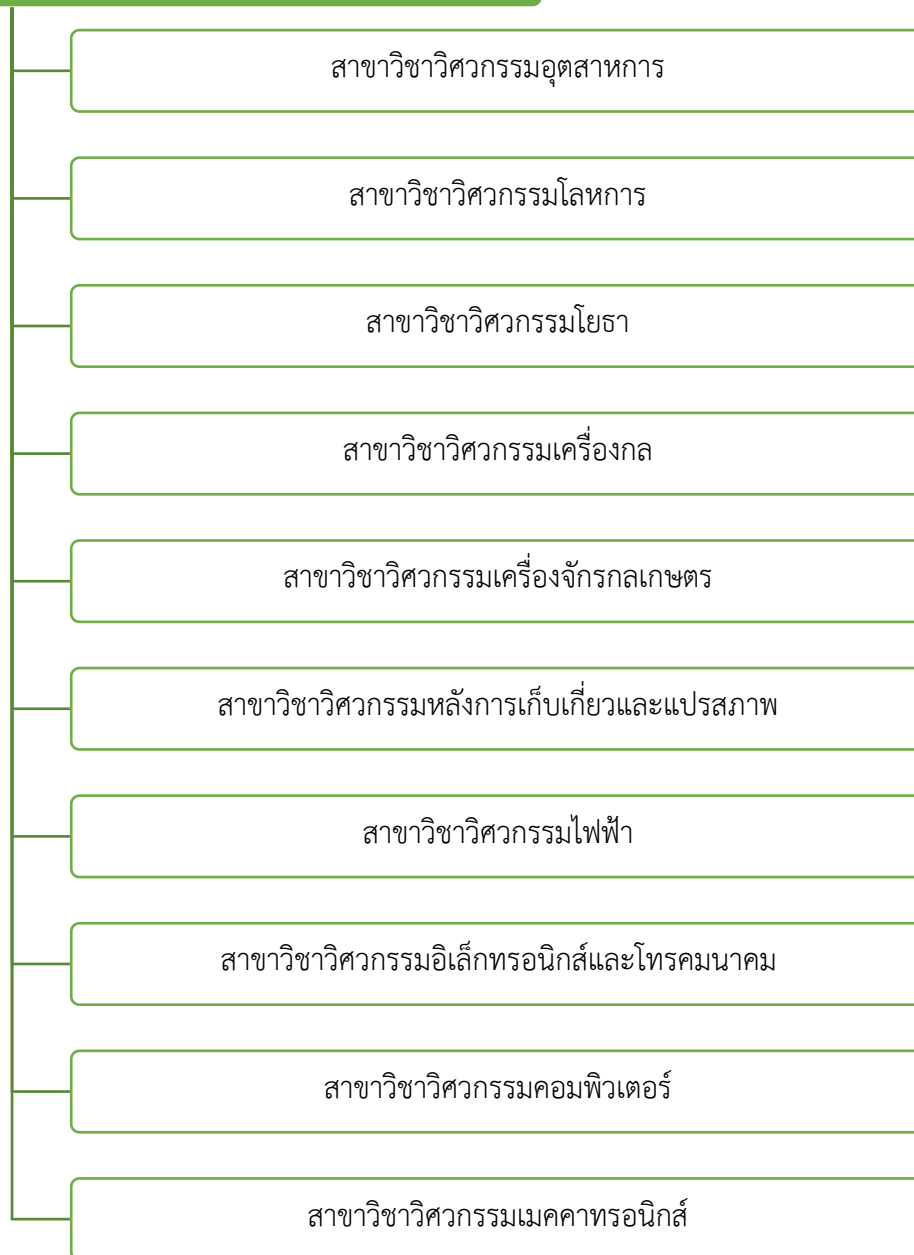 สาขาวิชาวิศวกรรมอุตสาหการ
สาขาวิชาวิศวกรรมโลหการ
สาขาวิชาวิศวกรรมโยธา
สาขาวิชาวิศวกรรมเครื่องกล
สาขาวิชาวิศวกรรมเครื่องจักรกลเกษตร
สาขาวิชาวิศวกรรมหลังการเก็บเกี่ยวและแปรสภาพ
สาขาวิชาวิศวกรรมไฟฟ้า
สาขาวิชาวิศวกรรมอิเล็กทรอนิกส์และโทรคมนาคม
สาขาวิชาวิศวกรรมคอมพิวเตอร์
สาขาวิชาวิศวกรรมเมคคาทรอนิกส์